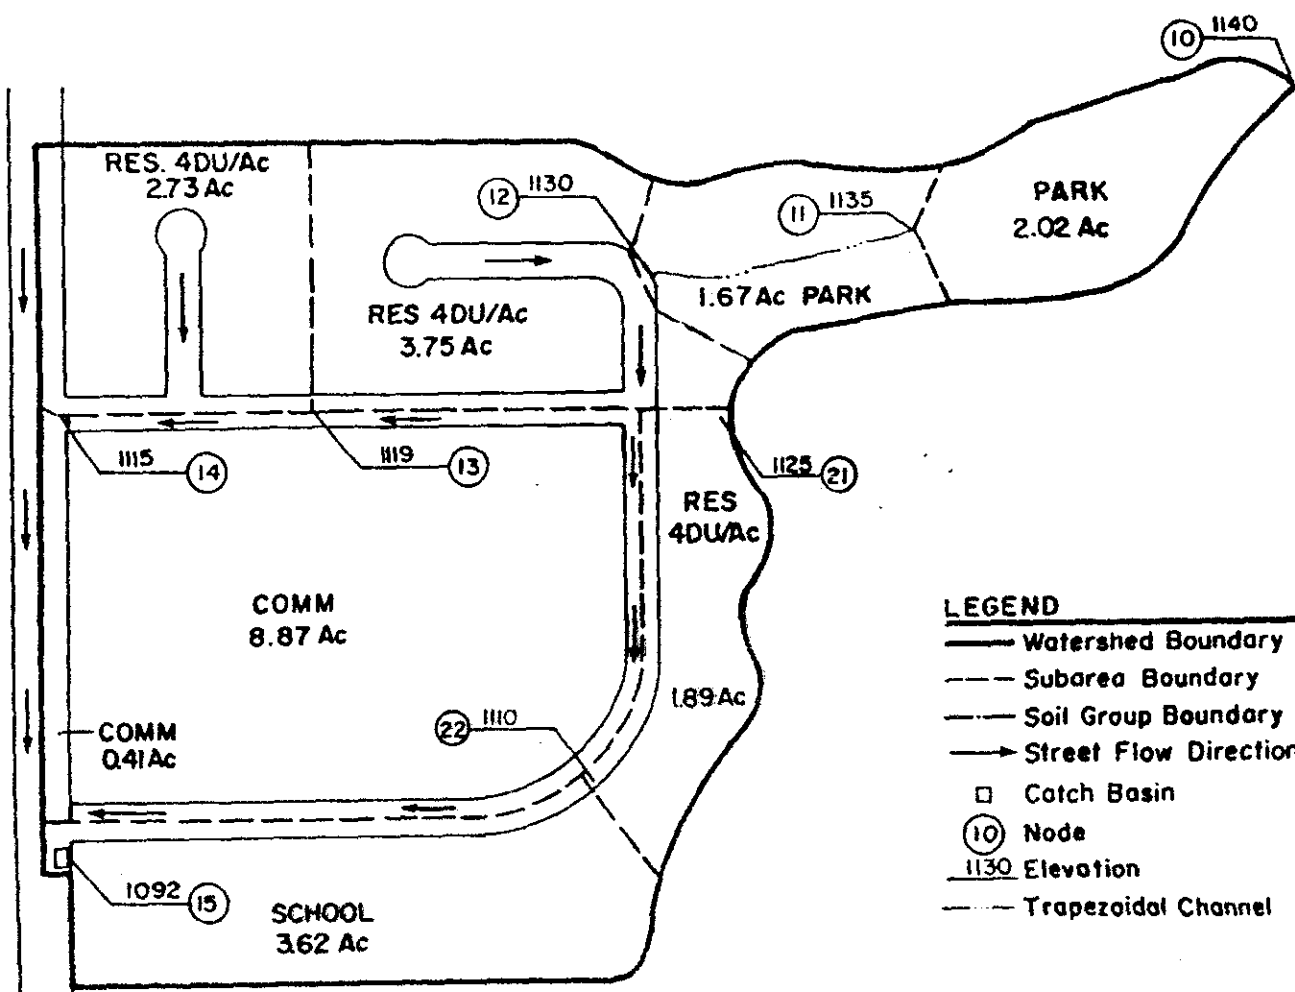 10 1140
RES. 4DU/Ac
2.73 Ac
12 1130
11 1135
PARK
2.02 Ac
1.67 Ac PARK
RES 4DU/Ac
3.75 Ac
1115 14
1119 13
1125 21
RES
4DU/Ac
COMM
8.87 Ac
1.89 Ac
22 1110
COMM
0.41 Ac
1092 15
SCHOOL
3.62 Ac
LEGEND
Watershed Boundary
Subarea Boundary
Soil Group Boundary
Street Flow Direction
Catch Basin
10 Node
1130 Elevation
Trapezoidal Channel